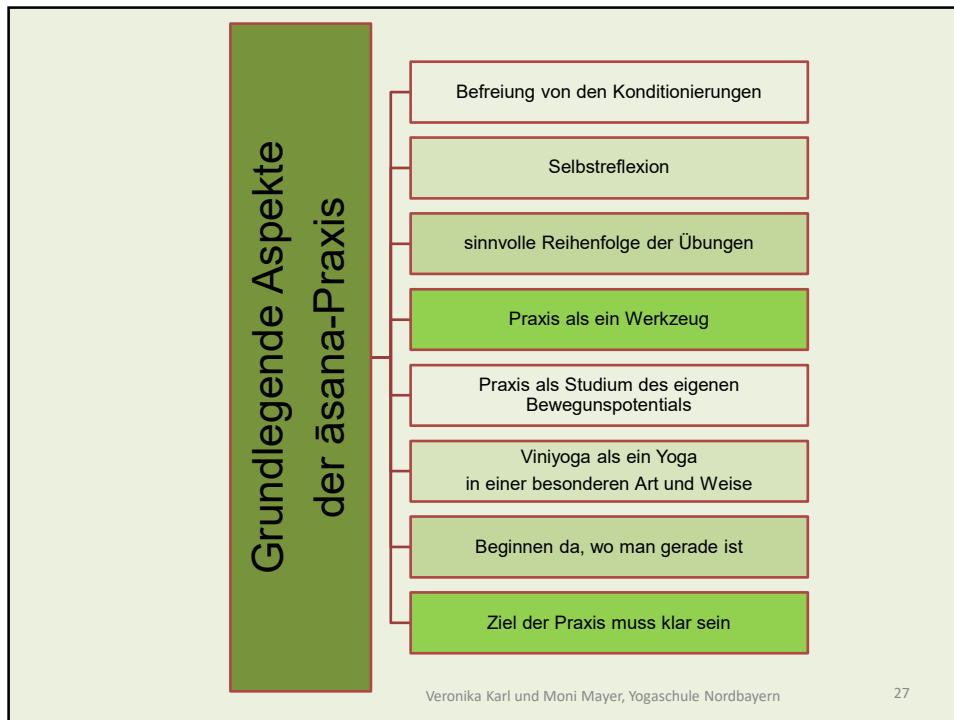 Grundlegende Aspekte
der āsana-Praxis
Befreiung von den Konditionierungen
Selbstreflexion
sinnvolle Reihenfolge der Übungen
Praxis als ein Werkzeug
Praxis als Studium des eigenen
Bewegunspotentials
Viniyoga als ein Yoga
in einer besonderen Art und Weise
Beginnen da, wo man gerade ist
Ziel der Praxis muss klar sein
Veronika Karl und Moni Mayer, Yogaschule Nordbayern
27